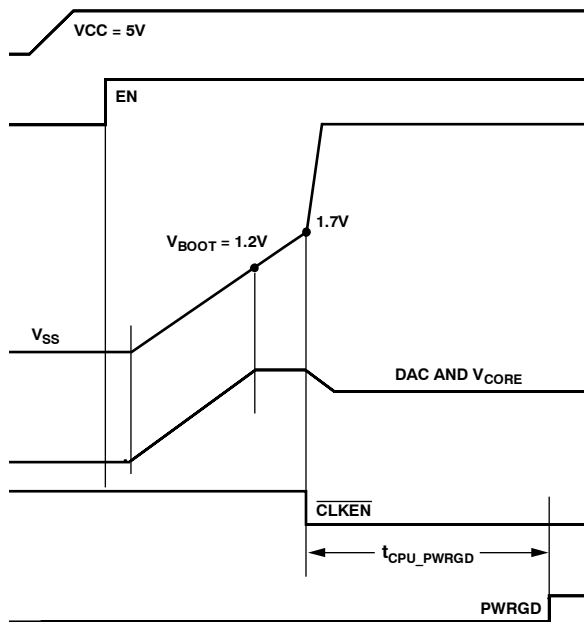 VCC = 5V
EN
1.7V
VBOOT = 1.2V
VSS
DAC AND VCORE
CLKEN
tCPU_PWRGD
PWRGD